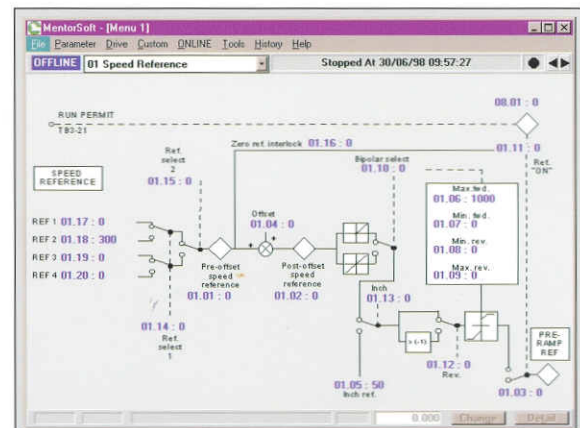 MentorSoft - [Menu 1]
File Parameter Drive Custom ONLINE Tools History Help
OFFLINE 01 Speed Reference Stopped At 30/06/98 09:57:27
08.01 : 0
RUN PERMIT
TB3-21
Zero ref. interlock 01.16 : 0
01.11 : 0
Ref.
"ON"
Ref.
select
2
01.15 : 0
Bipolar select
01.10 : 0
SPEED
REFERENCE
Max. fwd.
01.06 : 1000
Min. fwd.
01.07 : 0
Min. rev.
01.08 : 0
Max. rev.
01.09 : 0
Offset
01.04 : 0
+ +
REF 1 01.17 : 0
REF 2 01.18 : 300
REF 3 01.19 : 0
REF 4 01.20 : 0
Pre-offset
speed
reference
01.01 : 0
Post-offset
speed
reference
01.02 : 0
Inch
01.13 : 0
01.14 : 0
Ref.
select
1
x (-1)
01.12 : 0
Rev.
PRE-
RAMP
REF
01.05 : 50
Inch ref.
01.03 : 0
0.000 Change Detail